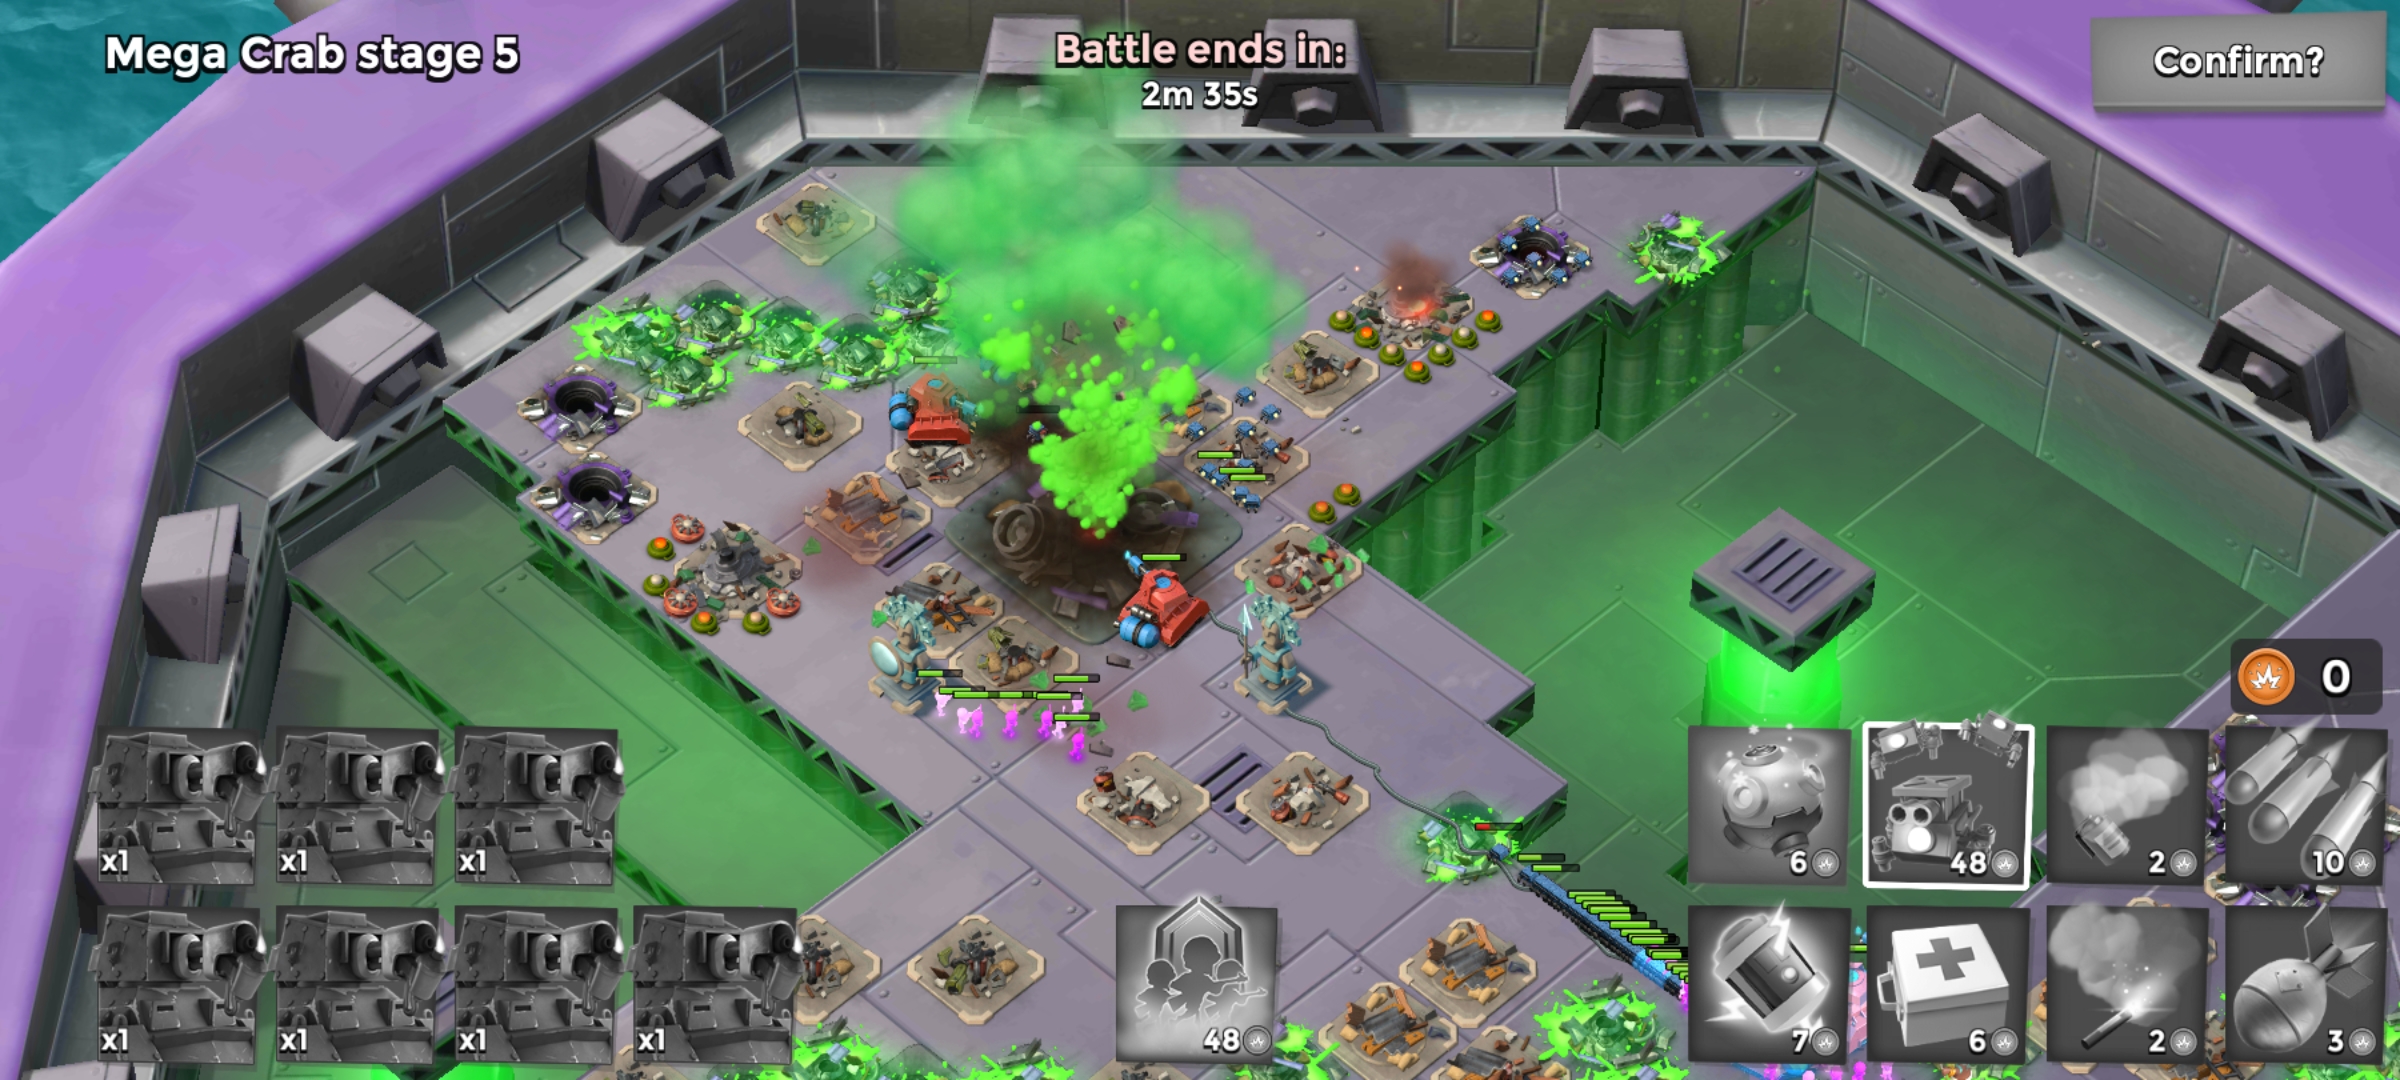 Mega Crab stage 5
Battle ends in:
2m 35s
Confirm?
0
x1
x1
x1
6
48
2
10
x1
x1
x1
x1
48
7
6
2
3